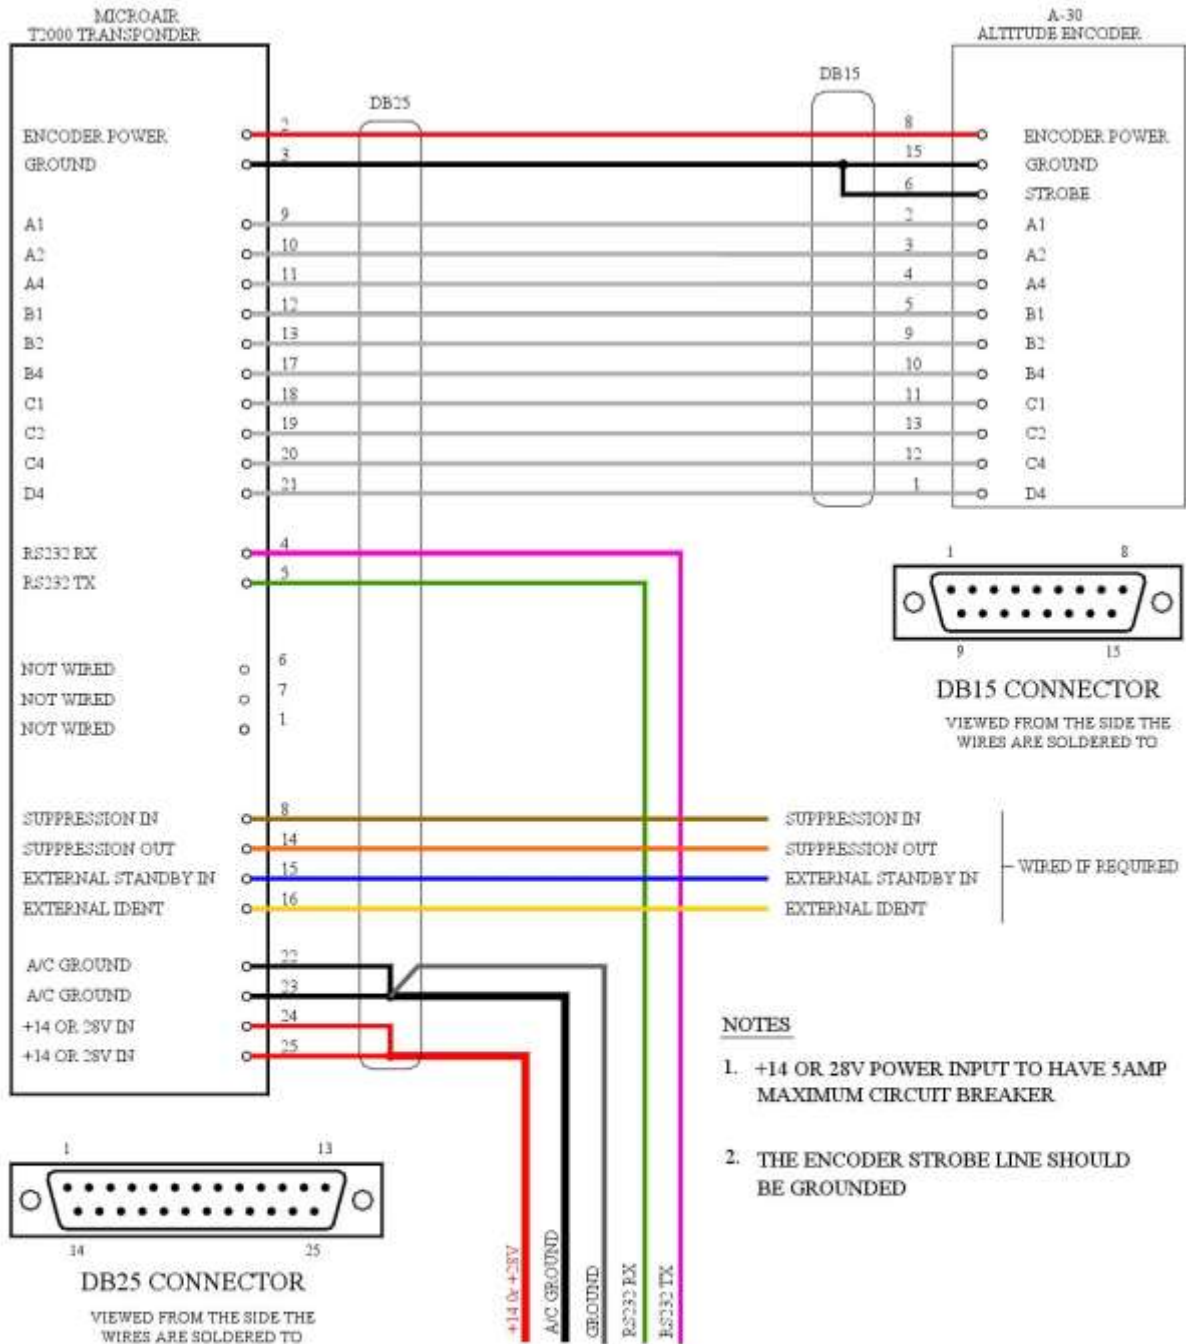 MICROAIR
T2000 TRANSPONDER
A-30
ALTITUDE ENCODER
DB25
DB15
ENCODER POWER 2 8 ENCODER POWER
GROUND 3 15 GROUND
6 STROBE
A1 9 2 A1
A2 10 3 A2
A4 11 4 A4
B1 12 5 B1
B2 13 9 B2
B4 17 10 B4
C1 18 11 C1
C2 19 13 C2
C4 20 12 C4
D4 21 1 D4
RS232 RX 4
RS232 TX 5
NOT WIRED 6
NOT WIRED 7
NOT WIRED 1
1 8
9 15
DB15 CONNECTOR
VIEWED FROM THE SIDE THE
WIRES ARE SOLDERED TO
SUPPRESSION IN 8 SUPPRESSION IN
SUPPRESSION OUT 14 SUPPRESSION OUT
EXTERNAL STANDBY IN 15 EXTERNAL STANDBY IN
EXTERNAL IDENT 16 EXTERNAL IDENT
WIRED IF REQUIRED
A/C GROUND 22
A/C GROUND 23
+14 OR 28V IN 24
+14 OR 28V IN 25
NOTES
1. +14 OR 28V POWER INPUT TO HAVE 5AMP
MAXIMUM CIRCUIT BREAKER
2. THE ENCODER STROBE LINE SHOULD
BE GROUNDED
1 13
14 25
DB25 CONNECTOR
VIEWED FROM THE SIDE THE
WIRES ARE SOLDERED TO
+14 0r +28V
A/C GROUND
GROUND
RS232 RX
RS232 TX